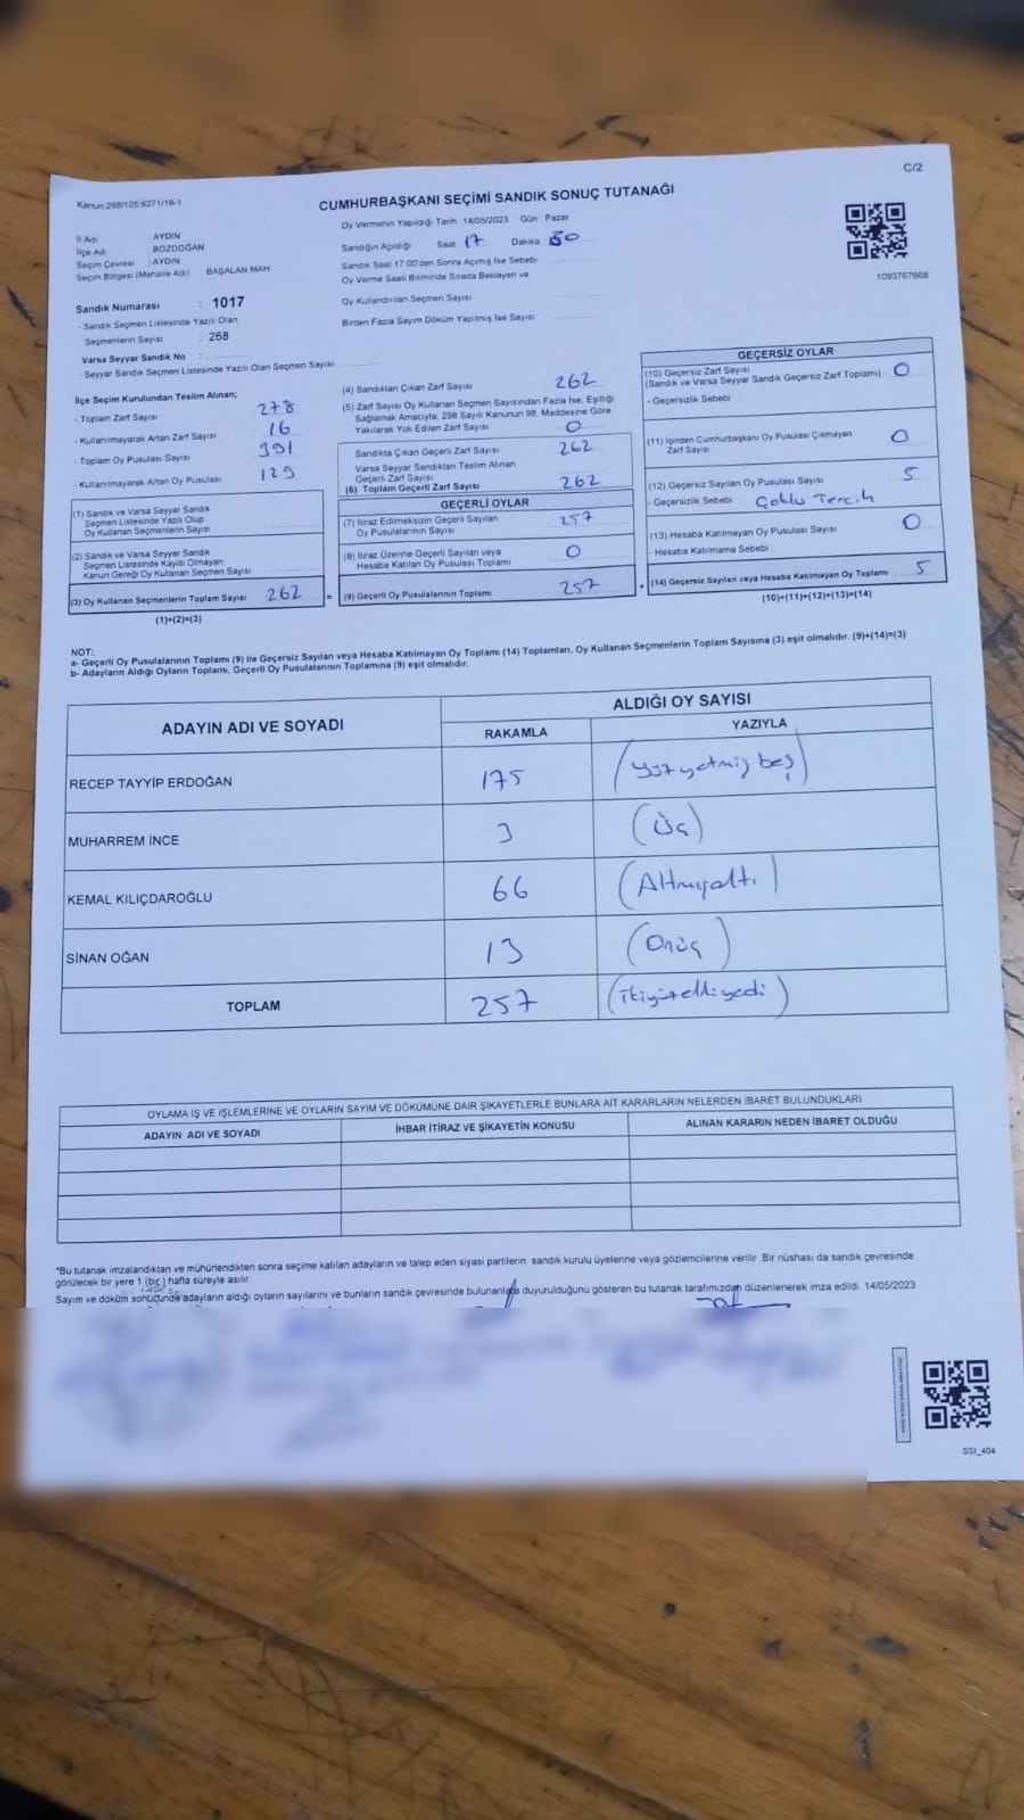 C/2
Kanun:298/105 6271/18-1
CUMHURBAŞKANI SEÇİMİ SANDIK SONUÇ TUTANAĞI
Oy Vermenin Yapıldığı Tarih :14/05/2023 Gün : Pazar
İl Adı : AYDIN
İlçe Adı : BOZDOĞAN
Seçim Çevresi : AYDIN
Seçim Bölgesi (Mahalle Adı) : BAŞALAN MAH.
Sandığın Açıldığı Saat 17 Dakika 50
Sandık Saat 17:00'den Sonra Açılmış İse Sebebi
Oy Verme Saati Bitiminde Sırada Bekleyen ve
Oy Kullandırılan Seçmen Sayısı
Birden Fazla Sayım Döküm Yapılmış İse Sayısı
1093767668
Sandık Numarası : 1017
- Sandık Seçmen Listesinde Yazılı Olan
Seçmenlerin Sayısı : 268
Varsa Seyyar Sandık No :
- Seyyar Sandık Seçmen Listesinde Yazılı Olan Seçmen Sayısı
İlçe Seçim Kurulundan Teslim Alınan;
- Toplam Zarf Sayısı 278
- Kullanılmayarak Artan Zarf Sayısı 16
- Toplam Oy Pusulası Sayısı 391
- Kullanılmayarak Artan Oy Pusulası 129
(1) Sandık ve Varsa Seyyar Sandık
Seçmen Listesinde Yazılı Olup
Oy Kullanan Seçmenlerin Sayısı
(2) Sandık ve Varsa Seyyar Sandık
Seçmen Listesinde Kaydı Olmayan
Kanun Gereği Oy Kullanan Seçmen Sayısı
(3) Oy Kullanan Seçmenlerin Toplam Sayısı 262
(1)+(2)=(3)
(4) Sandıktan Çıkan Zarf Sayısı 262
(5) Zarf Sayısı Oy Kullanan Seçmen Sayısından Fazla İse, Eşitliği
Sağlamak Amacıyla, 298 Sayılı Kanunun 98. Maddesine Göre
Yakılarak Yok Edilen Zarf Sayısı 0
Sandıkta Çıkan Geçerli Zarf Sayısı 262
Varsa Seyyar Sandıktan Teslim Alınan
Geçerli Zarf Sayısı
(6) Toplam Geçerli Zarf Sayısı 262
GEÇERLİ OYLAR
(7) İtiraz Edilmeksizin Geçerli Sayılan
Oy Pusulalarının Sayısı 257
(8) İtiraz Üzerine Geçerli Sayılan veya
Hesaba Katılan Oy Pusulası Toplamı 0
= (9) Geçerli Oy Pusulalarının Toplamı 257
GEÇERSİZ OYLAR
(10) Geçersiz Zarf Sayısı
(Sandık ve Varsa Seyyar Sandık Geçersiz Zarf Toplamı) 0
- Geçersizlik Sebebi
(11) İçinden Cumhurbaşkanı Oy Pusulası Çıkmayan
Zarf Sayısı 0
(12) Geçersiz Sayılan Oy Pusulası Sayısı 5
- Geçersizlik Sebebi Çoklu Tercih
(13) Hesaba Katılmayan Oy Pusulası Sayısı 0
- Hesaba Katılmama Sebebi
+ (14) Geçersiz Sayılan veya Hesaba Katılmayan Oy Toplamı 5
(10)+(11)+(12)+(13)=(14)
NOT:
a- Geçerli Oy Pusulalarının Toplamı (9) ile Geçersiz Sayılan veya Hesaba Katılmayan Oy Toplamı (14) Toplamları, Oy Kullanan Seçmenlerin Toplam Sayısına (3) eşit olmalıdır. (9)+(14)=(3)
b- Adayların Aldığı Oyların Toplamı, Geçerli Oy Pusulalarının Toplamına (9) eşit olmalıdır.
ADAYIN ADI VE SOYADI
ALDIĞI OY SAYISI
RAKAMLA YAZIYLA
RECEP TAYYİP ERDOĞAN 175 (yüzyetmiş beş)
MUHARREM İNCE 3 (Üç)
KEMAL KILIÇDAROĞLU 66 (Altmışaltı)
SİNAN OĞAN 13 (Onüç)
TOPLAM 257 (ikiyüzelliyedi)
OYLAMA İŞ VE İŞLEMLERİNE VE OYLARIN SAYIM VE DÖKÜMÜNE DAİR ŞİKAYETLERLE BUNLARA AİT KARARLARIN NELERDEN İBARET BULUNDUKLARI
ADAYIN ADI VE SOYADI İHBAR İTİRAZ VE ŞİKAYETİN KONUSU ALINAN KARARIN NEDEN İBARET OLDUĞU
*Bu tutanak imzalandıktan ve mühürlendikten sonra seçime katılan adayların ve talep eden siyasi partilerin sandık kurulu üyelerine veya gözlemcilerine verilir. Bir nüshası da sandık çevresinde
görülecek bir yere 1 (bir) hafta süreyle asılır.
Sayım ve döküm sonucunda adayların aldığı oyların sayılarını ve bunların sandık çevresinde bulunanlara duyurulduğunu gösteren bu tutanak tarafımızdan düzenlenerek imza edildi. 14/05/2023
SSI_404